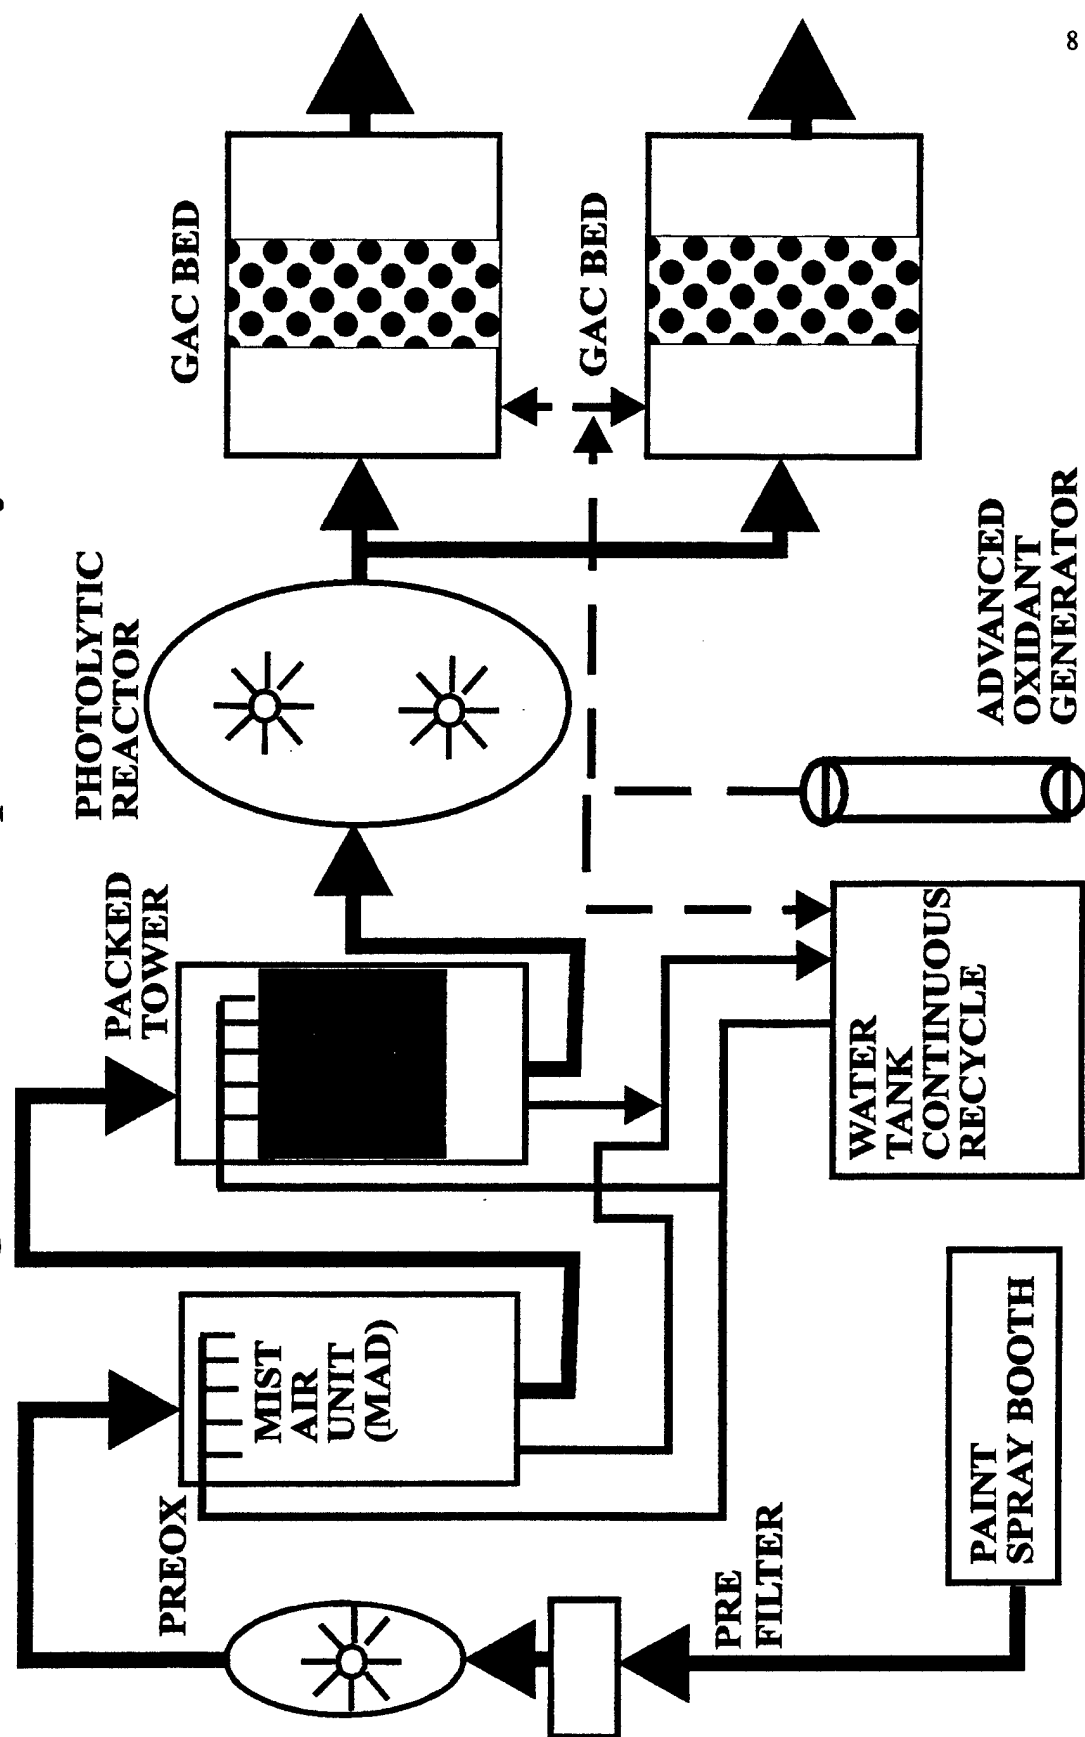 PAINT
SPRAY BOOTH
PRE
FILTER
PREOX
MIST
AIR
UNIT
(MAD)
PACKED
TOWER
WATER
TANK
CONTINUOUS
RECYCLE
PHOTOLYTIC
REACTOR
ADVANCED
OXIDANT
GENERATOR
GAC BED
GAC BED
8